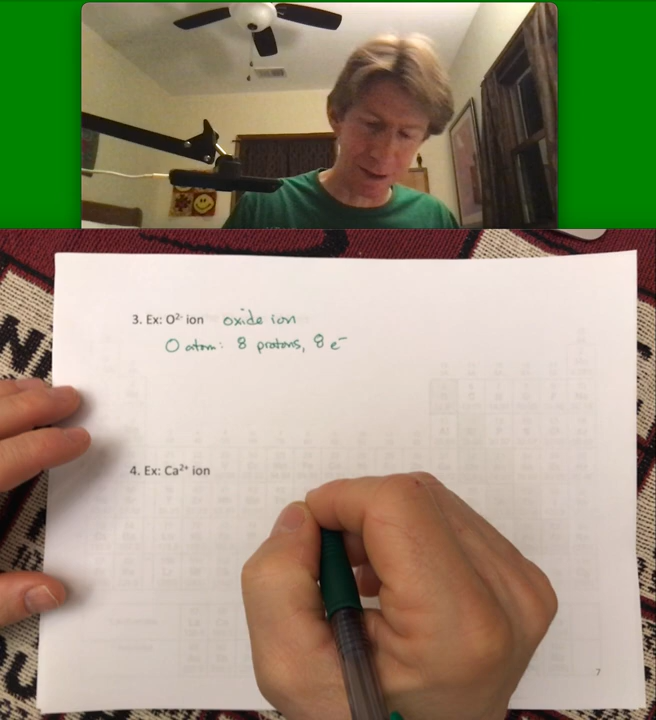 3. Ex: O²⁻ ion oxide ion
O atom: 8 protons, 8 e⁻
4. Ex: Ca²⁺ ion
7